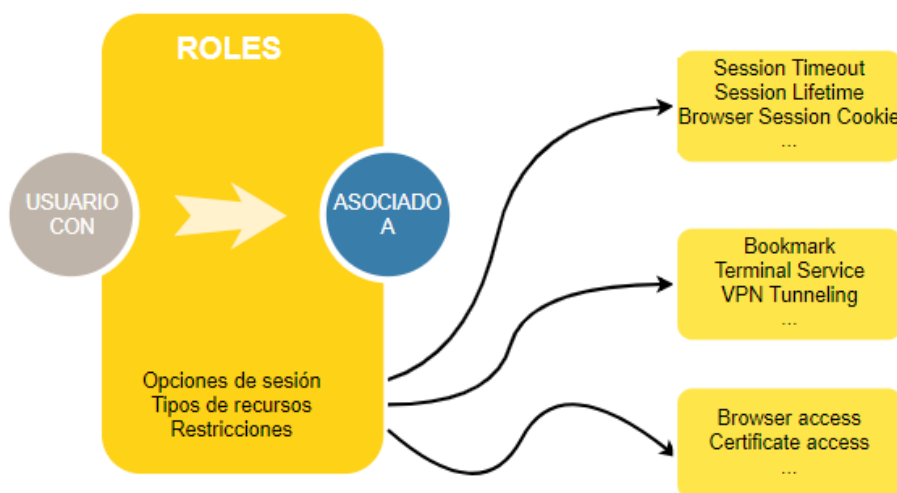 ROLES
USUARIO
CON
ASOCIADO
A
Opciones de sesión
Tipos de recursos
Restricciones
Session Timeout
Session Lifetime
Browser Session Cookie
...
Bookmark
Terminal Service
VPN Tunneling
...
Browser access
Certificate access
...